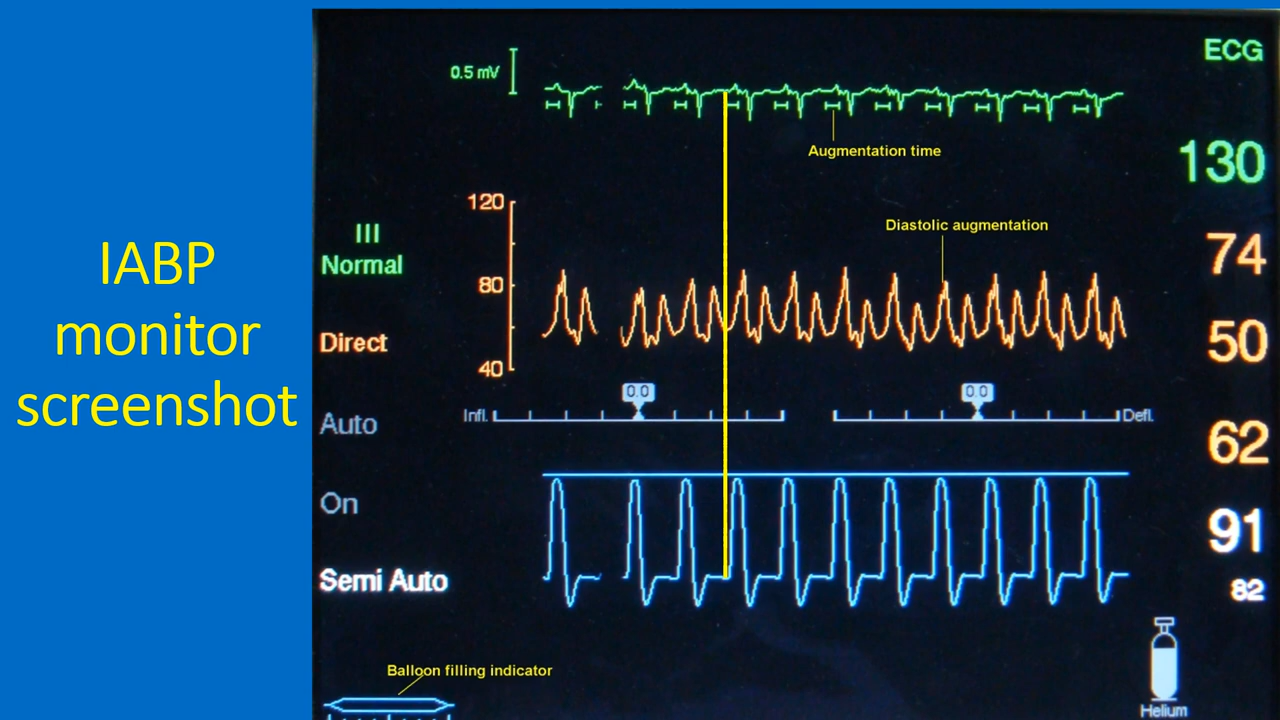 IABP
monitor
screenshot
0.5 mV
ECG
130
Augmentation time
120
80
40
III
Normal
Diastolic augmentation
74
Direct
50
0.0
0.0
Infl.
Defl.
Auto
62
On
91
Semi Auto
82
Balloon filling indicator
Helium